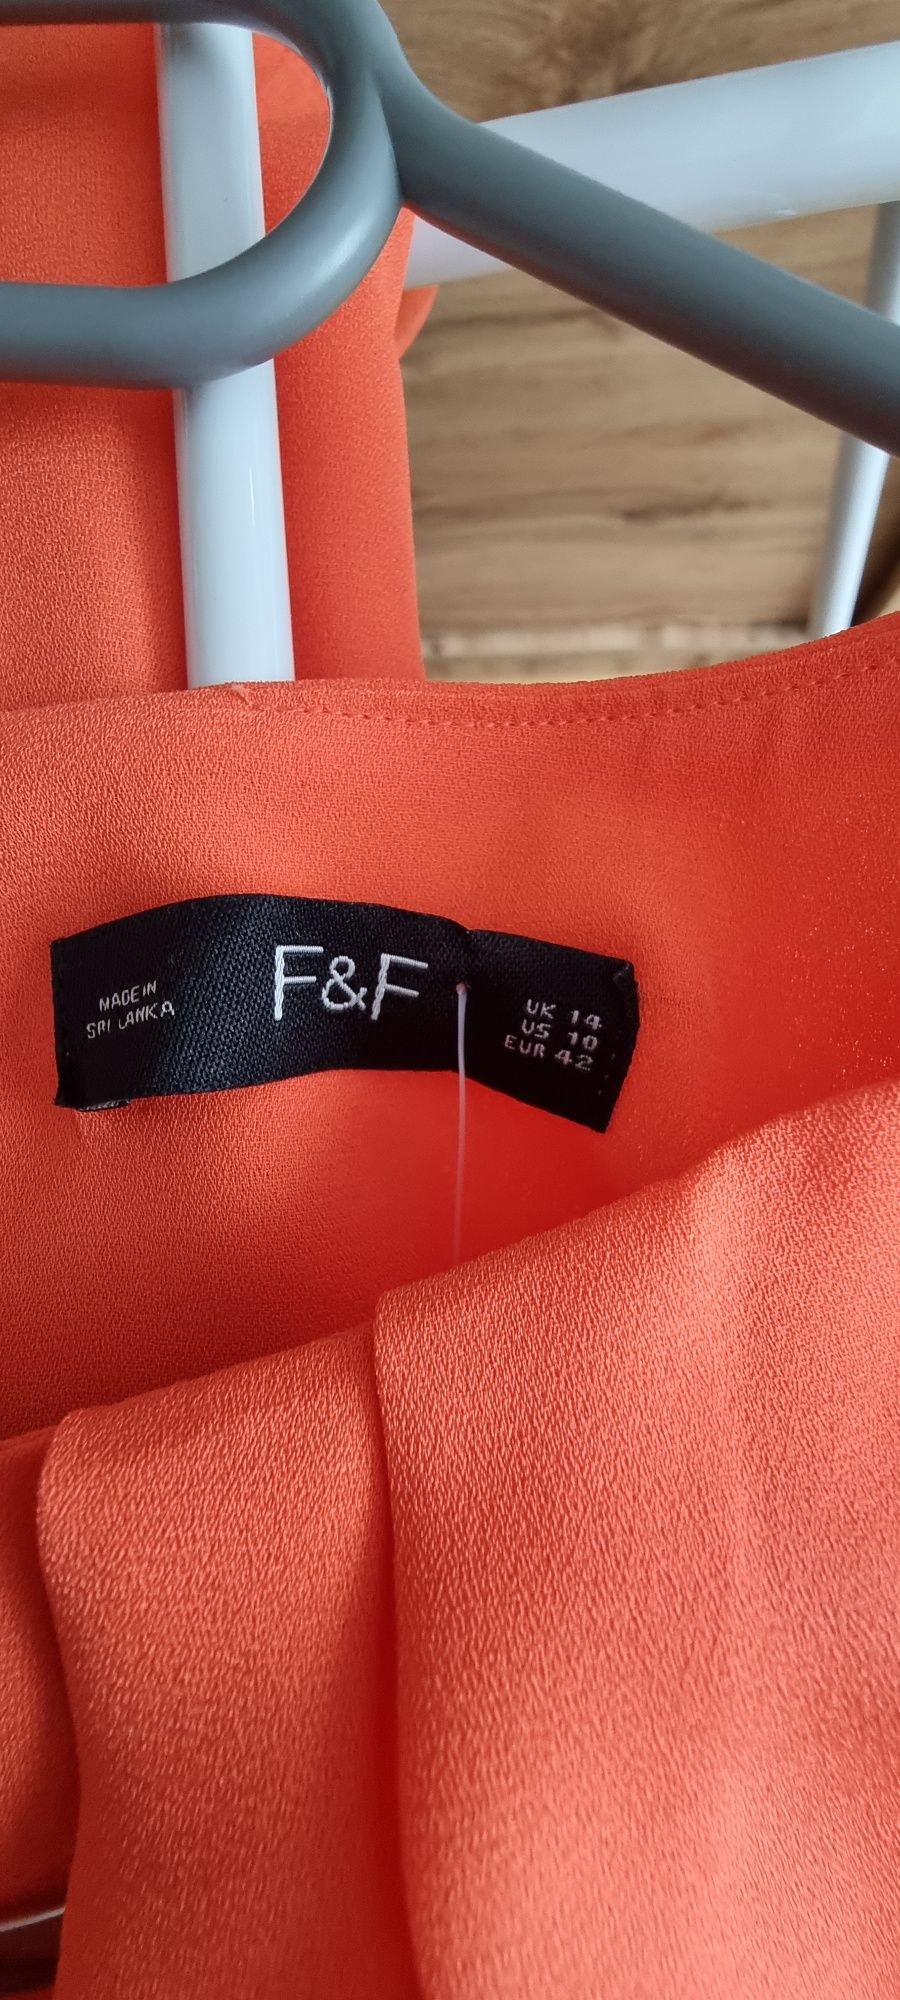 MADE IN
SRI LANKA
F&F
UK 14
US 10
EUR 42